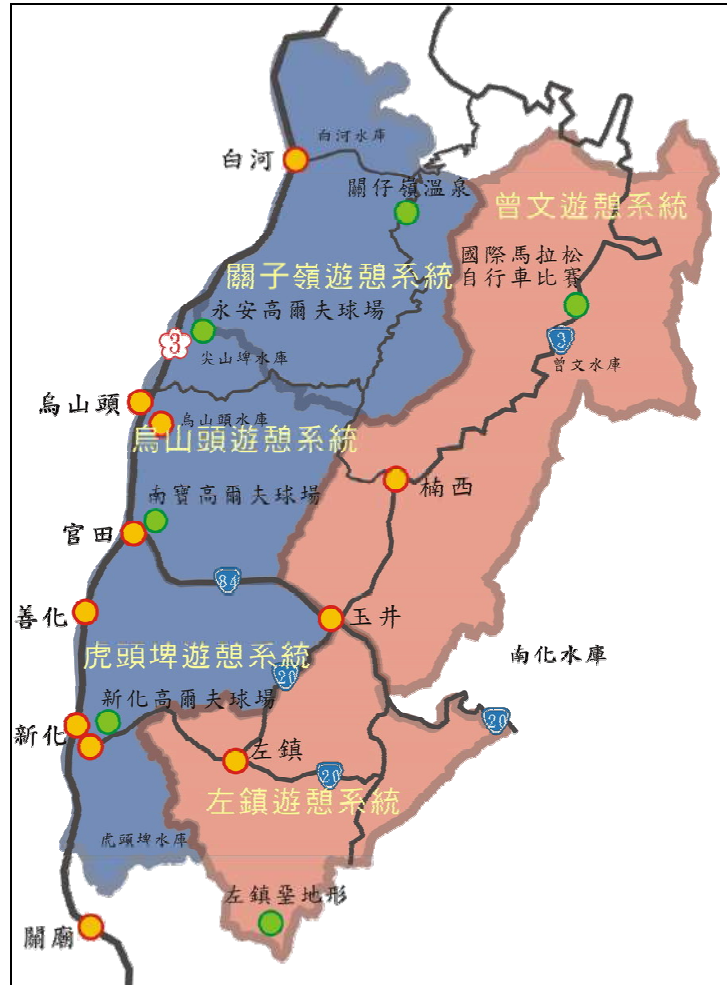 白河水庫
白河
關仔嶺溫泉
曾文遊憩系統
國際馬拉松
自行車比賽
關子嶺遊憩系統
永安高爾夫球場
3
3
尖山埤水庫
曾文水庫
烏山頭
烏山頭水庫
烏山頭遊憩系統
楠西
南寶高爾夫球場
官田
84
善化
玉井
虎頭埤遊憩系統
南化水庫
20
新化高爾夫球場
20
新化
左鎮
20
左鎮遊憩系統
虎頭埤水庫
左鎮堊地形
關廟